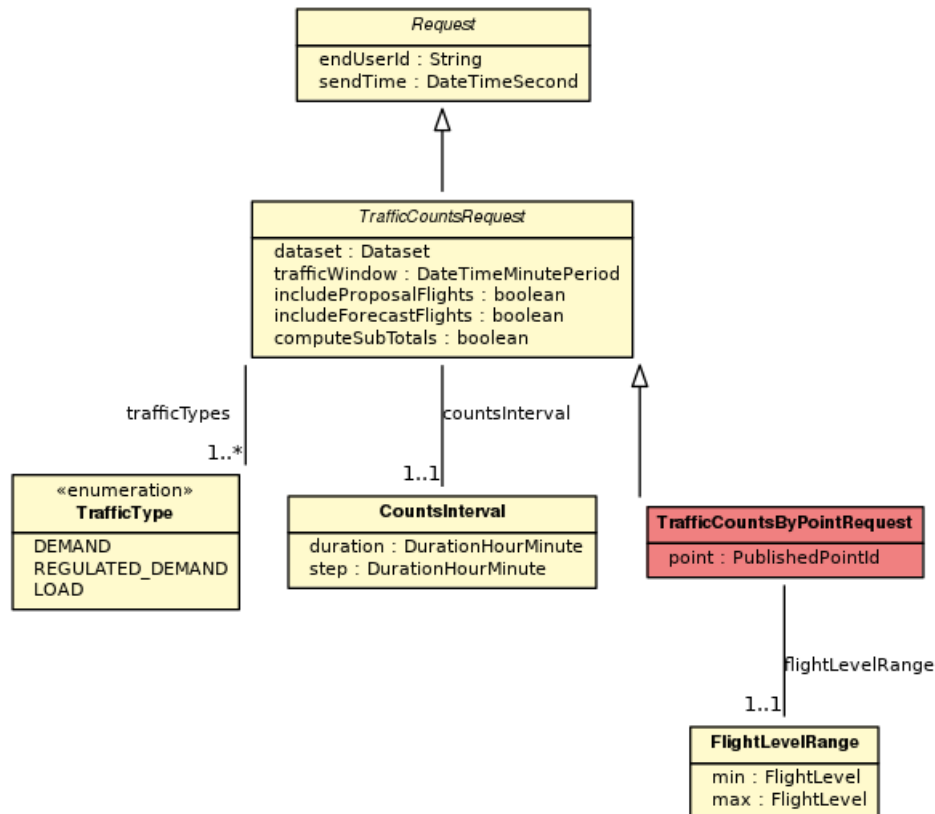 Request
endUserId : String
sendTime : DateTimeSecond
TrafficCountsRequest
dataset : Dataset
trafficWindow : DateTimeMinutePeriod
includeProposalFlights : boolean
includeForecastFlights : boolean
computeSubTotals : boolean
trafficTypes
1..*
countsInterval
1..1
«enumeration»
TrafficType
DEMAND
REGULATED_DEMAND
LOAD
CountsInterval
duration : DurationHourMinute
step : DurationHourMinute
TrafficCountsByPointRequest
point : PublishedPointId
flightLevelRange
1..1
FlightLevelRange
min : FlightLevel
max : FlightLevel